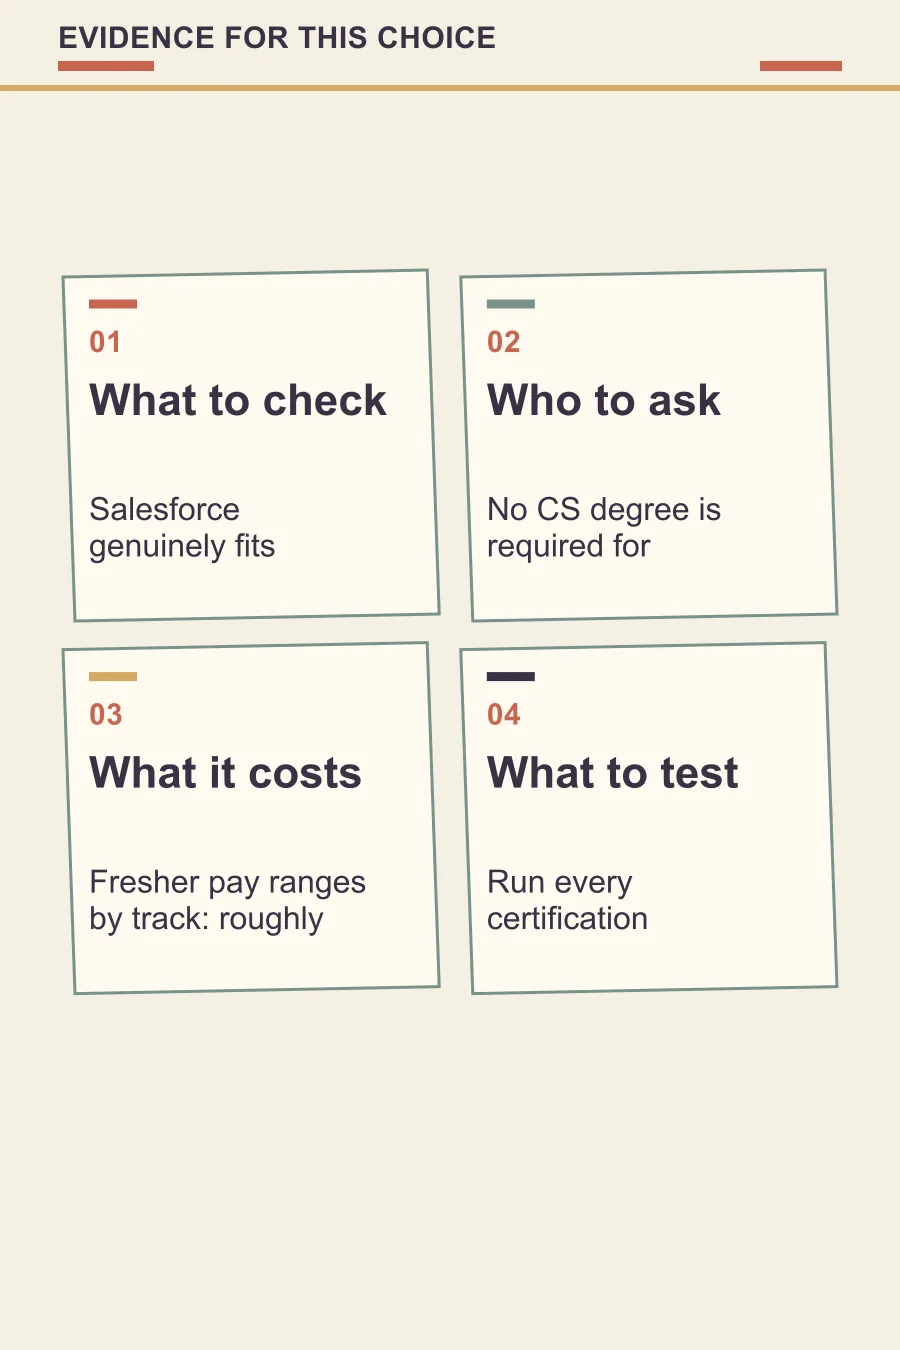 EVIDENCE FOR THIS CHOICE
01
What to check
Salesforce
genuinely fits
02
Who to ask
No CS degree is
required for
03
What it costs
Fresher pay ranges
by track: roughly
04
What to test
Run every
certification